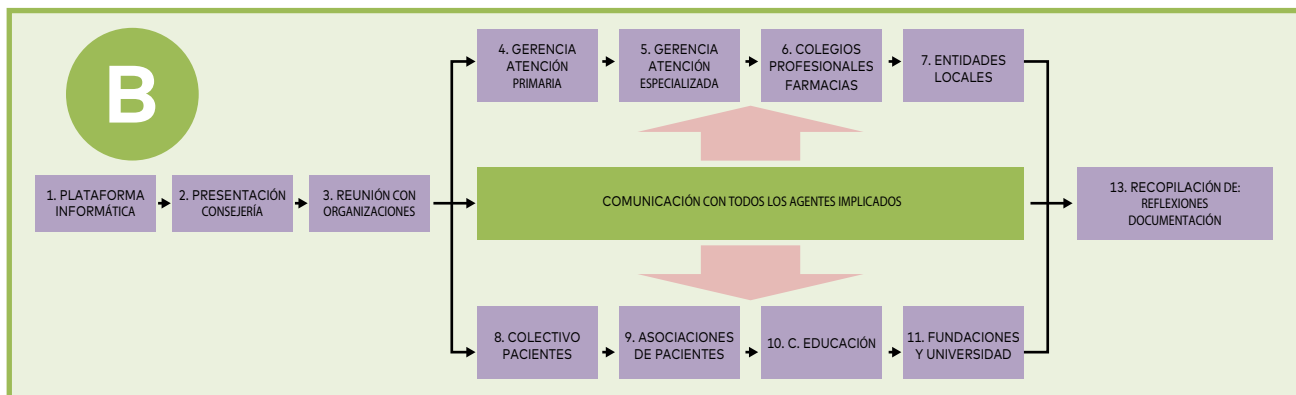 B
1. PLATAFORMA
INFORMÁTICA
2. PRESENTACIÓN
CONSEJERÍA
3. REUNIÓN CON
ORGANIZACIONES
4. GERENCIA
ATENCIÓN
PRIMARIA
5. GERENCIA
ATENCIÓN
ESPECIALIZADA
6. COLEGIOS
PROFESIONALES
FARMACIAS
7. ENTIDADES
LOCALES
COMUNICACIÓN CON TODOS LOS AGENTES IMPLICADOS
8. COLECTIVO
PACIENTES
9. ASOCIACIONES
DE PACIENTES
10. C. EDUCACIÓN
11. FUNDACIONES
Y UNIVERSIDAD
13. RECOPILACIÓN DE:
REFLEXIONES
DOCUMENTACIÓN